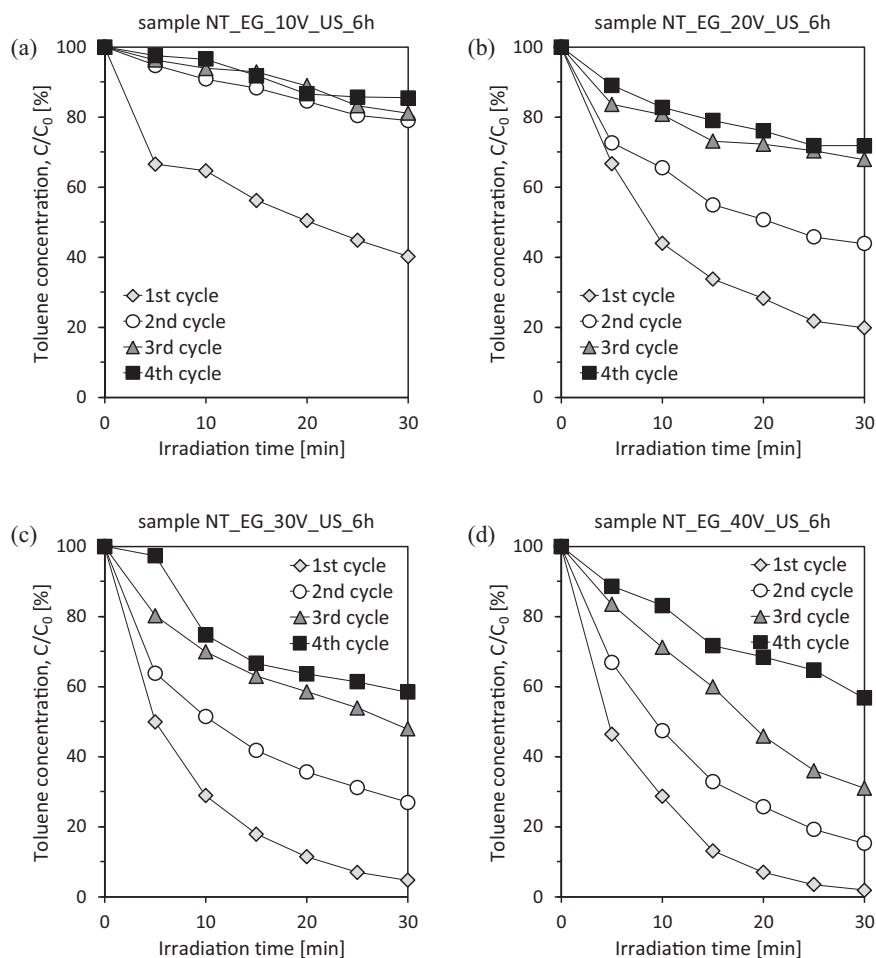 (a)
sample NT_EG_10V_US_6h
Toluene concentration, C/C₀ [%]
100
80
60
40
20
0
1st cycle
2nd cycle
3rd cycle
4th cycle
0 10 20 30
Irradiation time [min]
(b)
sample NT_EG_20V_US_6h
Toluene concentration, C/C₀ [%]
100
80
60
40
20
0
1st cycle
2nd cycle
3rd cycle
4th cycle
0 10 20 30
Irradiation time [min]
(c)
sample NT_EG_30V_US_6h
Toluene concentration, C/C₀ [%]
100
80
60
40
20
0
1st cycle
2nd cycle
3rd cycle
4th cycle
0 10 20 30
Irradiation time [min]
(d)
sample NT_EG_40V_US_6h
Toluene concentration, C/C₀ [%]
100
80
60
40
20
0
1st cycle
2nd cycle
3rd cycle
4th cycle
0 10 20 30
Irradiation time [min]